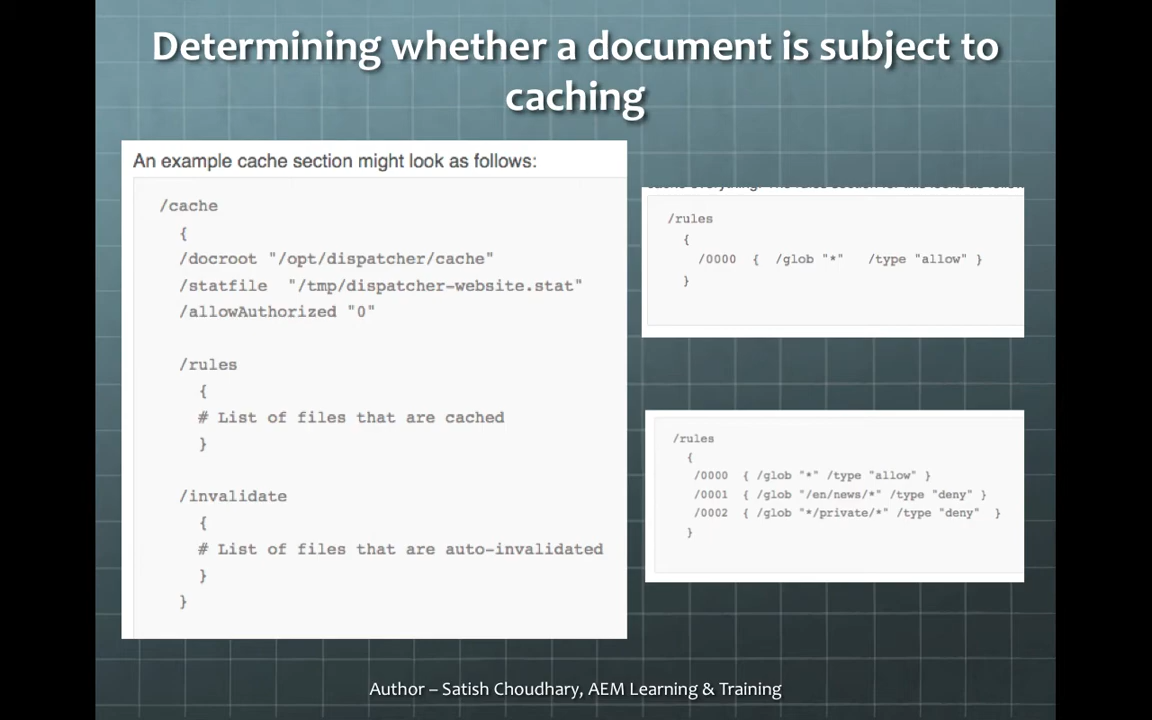 Determining whether a document is subject to
caching
An example cache section might look as follows:
/cache
{
/docroot "/opt/dispatcher/cache"
/statfile "/tmp/dispatcher-website.stat"
/allowAuthorized "0"
/rules
{
# List of files that are cached
}
/invalidate
{
# List of files that are auto-invalidated
}
}
/rules
{
/0000 { /glob "*" /type "allow" }
}
/rules
{
/0000 { /glob "*" /type "allow" }
/0001 { /glob "/en/news/*" /type "deny" }
/0002 { /glob "*/private/*" /type "deny" }
}
Author – Satish Choudhary, AEM Learning & Training